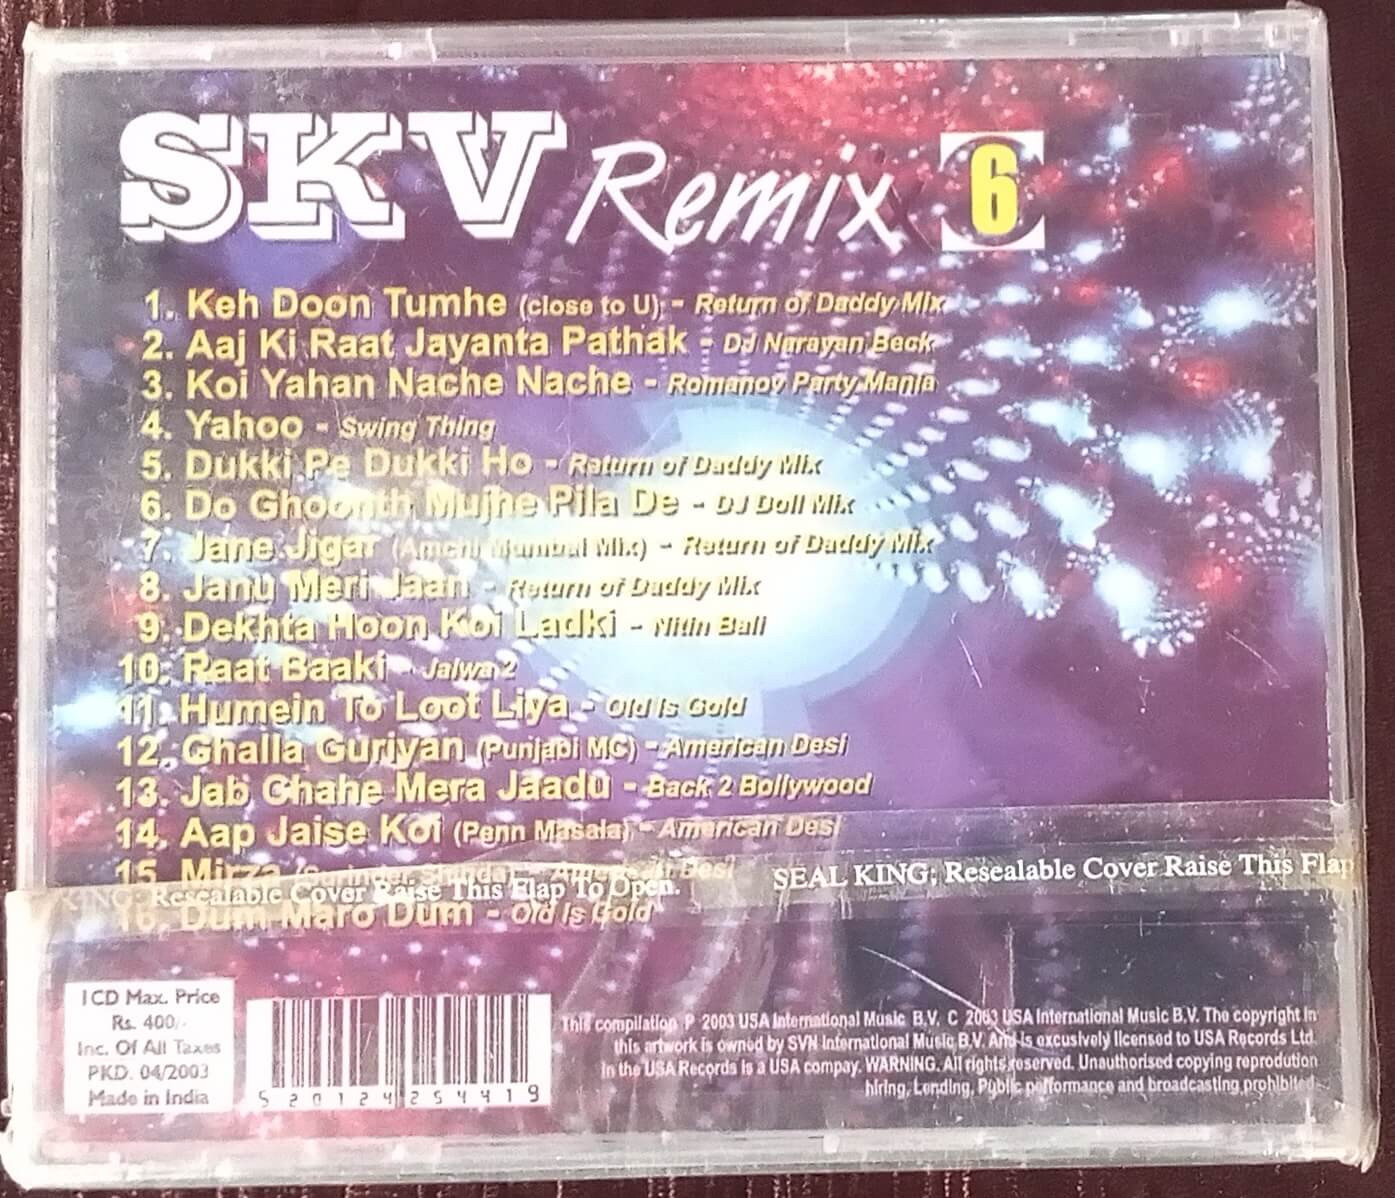 SKV Remix 6
1. Keh Doon Tumhe (close to U) - Return of Daddy Mix
2. Aaj Ki Raat Jayanta Pathak - DJ Narayan Back
3. Koi Yahan Nache Nache - Romanov Party Mania
4. Yahoo - Swing Thing
5. Dukki Pe Dukki Ho - Return of Daddy Mix
6. Do Ghoonth Mujhe Pila De - DJ Doll Mix
7. Jane Jigar (Amchi Mumbai Mix) - Return of Daddy Mix
8. Janu Meri Jaan - Return of Daddy Mix
9. Dekhta Hoon Koi Ladki - Nitin Bali
10. Raat Baaki - Jalwa 2
11. Humein To Loot Liya - Old Is Gold
12. Ghalla Guriyan (Punjabi MC) - American Desi
13. Jab Chahe Mera Jaadu - Back 2 Bollywood
14. Aap Jaise Koi (Penn Masala) - American Desi
15. Mirza - American Desi
SEAL KING; Resealable Cover Raise This Flap
KING; Resealable Cover Raise This Flap To Open.
16. Dum Maro Dum - Old Is Gold
1CD Max. Price
Rs. 400/-
Inc. Of All Taxes
PKD. 04/2003
Made in India
5 20124 254419
This compilation P 2003 USA International Music B.V. C 2003 USA International Music B.V. The copyright in
this artwork is owned by SVN International Music B.V. And is excusively licensed to USA Records Ltd.
In the USA Records is a USA compay. WARNING. All rights reserved. Unauthorised copying reprodution
hiring, Lending, Public performance and broadcasting prohibited.